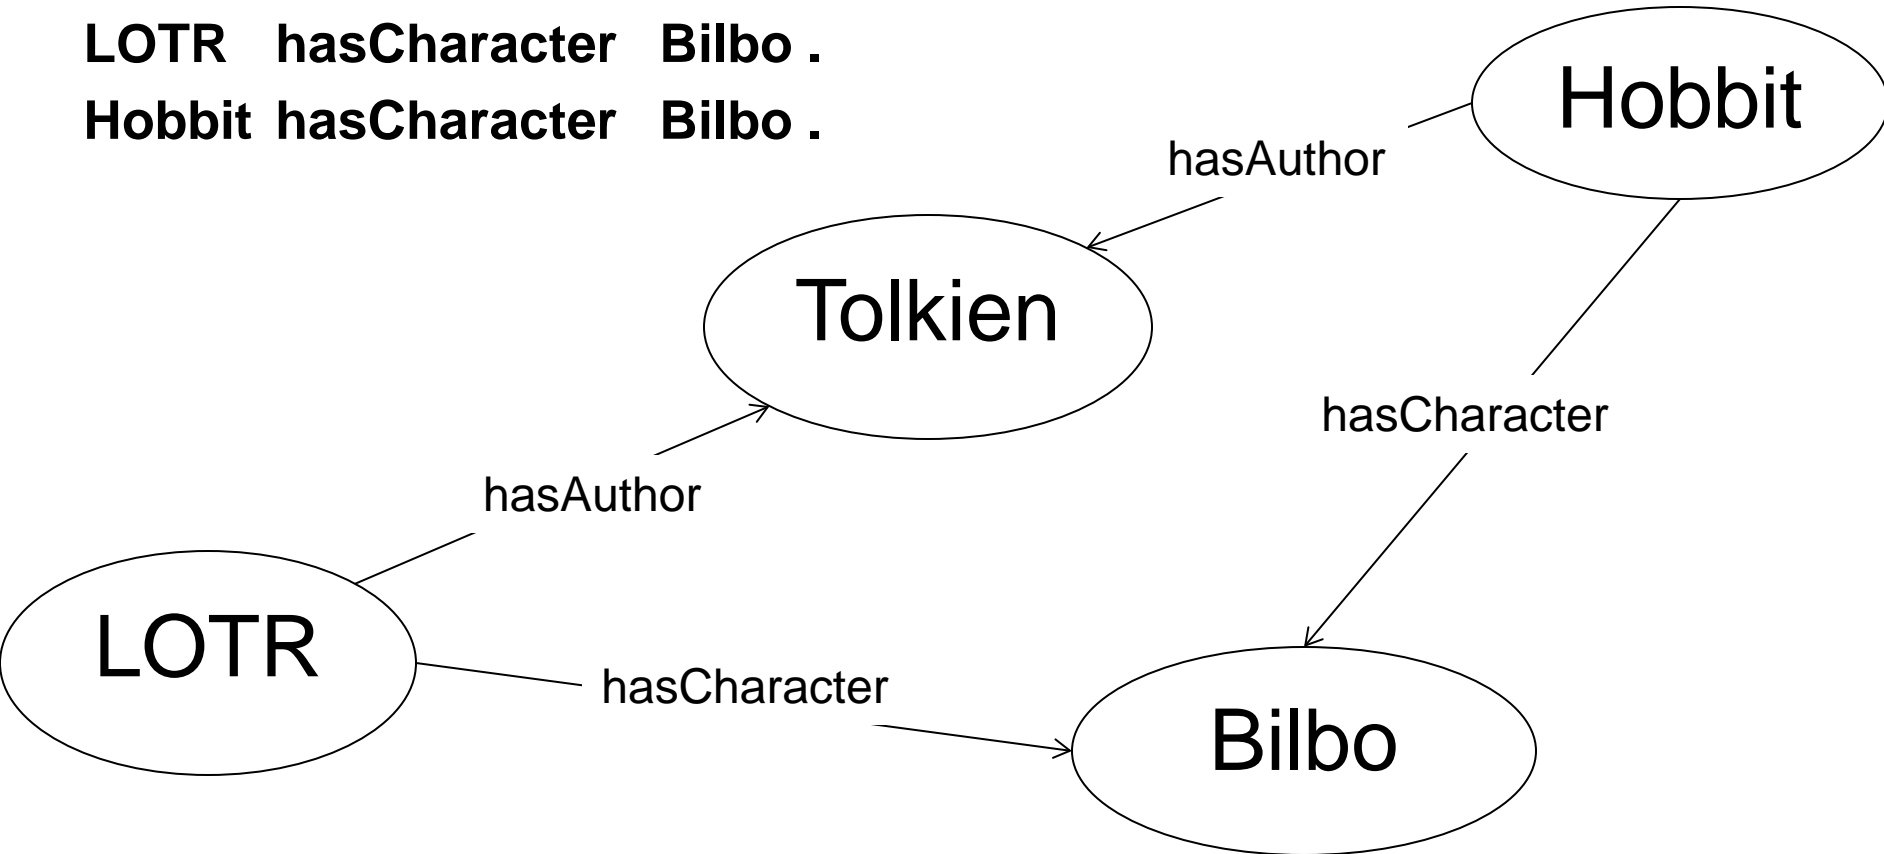 LOTR hasCharacter Bilbo .
Hobbit hasCharacter Bilbo .
Hobbit
hasAuthor
Tolkien
hasCharacter
hasAuthor
LOTR
hasCharacter
Bilbo